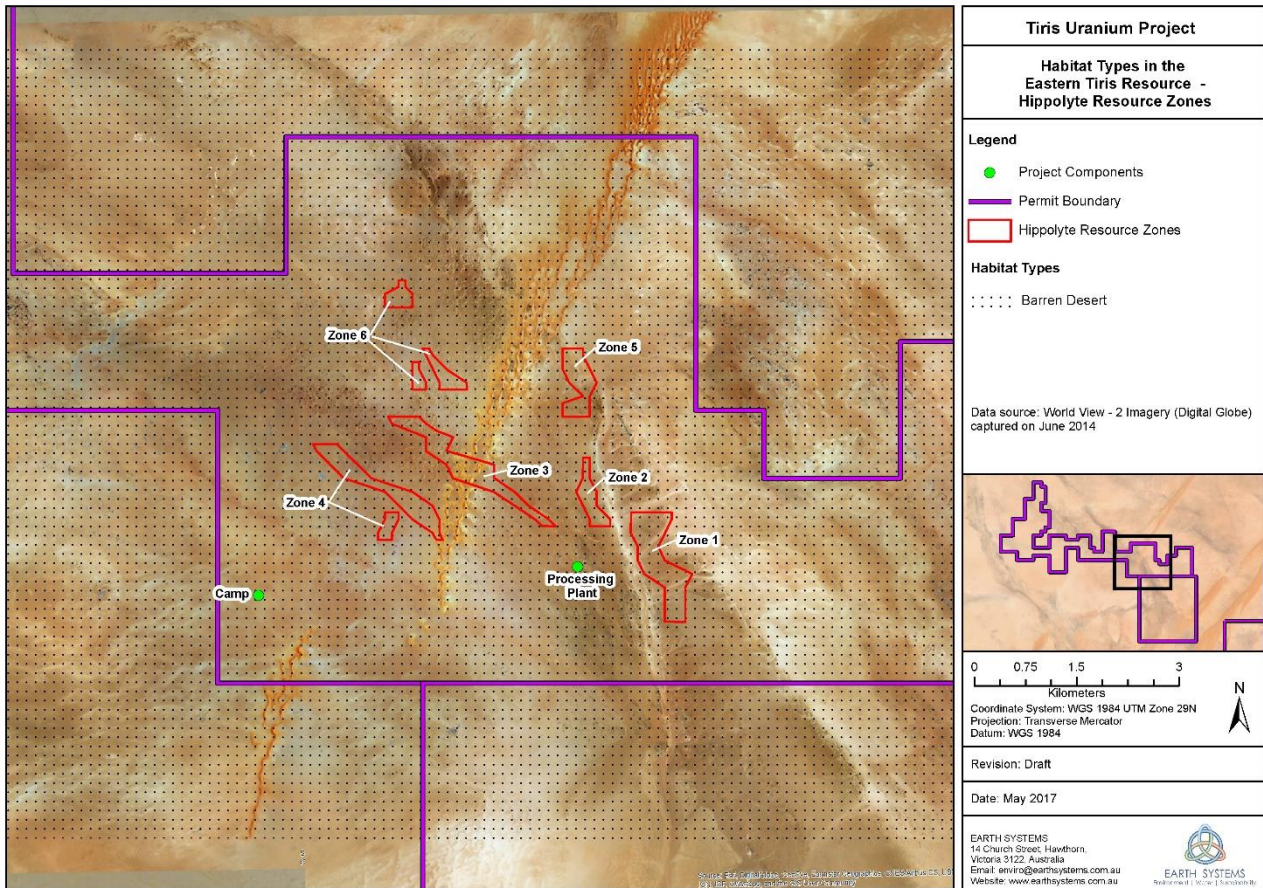 Zone 6
Zone 5
Zone 3
Zone 2
Zone 4
Zone 1
Processing
Plant
Camp
Tiris Uranium Project
Habitat Types in the
Eastern Tiris Resource -
Hippolyte Resource Zones
Legend
Project Components
Permit Boundary
Hippolyte Resource Zones
Habitat Types
Barren Desert
Data source: World View - 2 Imagery (Digital Globe)
captured on June 2014
0 0.75 1.5 3
Kilometers
N
Coordinate System: WGS 1984 UTM Zone 29N
Projection: Transverse Mercator
Datum: WGS 1984
Revision: Draft
Date: May 2017
EARTH SYSTEMS
14 Church Street, Hawthorn,
Victoria 3122, Australia
Email: enviro@earthsystems.com.au
Website: www.earthsystems.com.au
EARTH SYSTEMS
Environment | Water | Sustainability